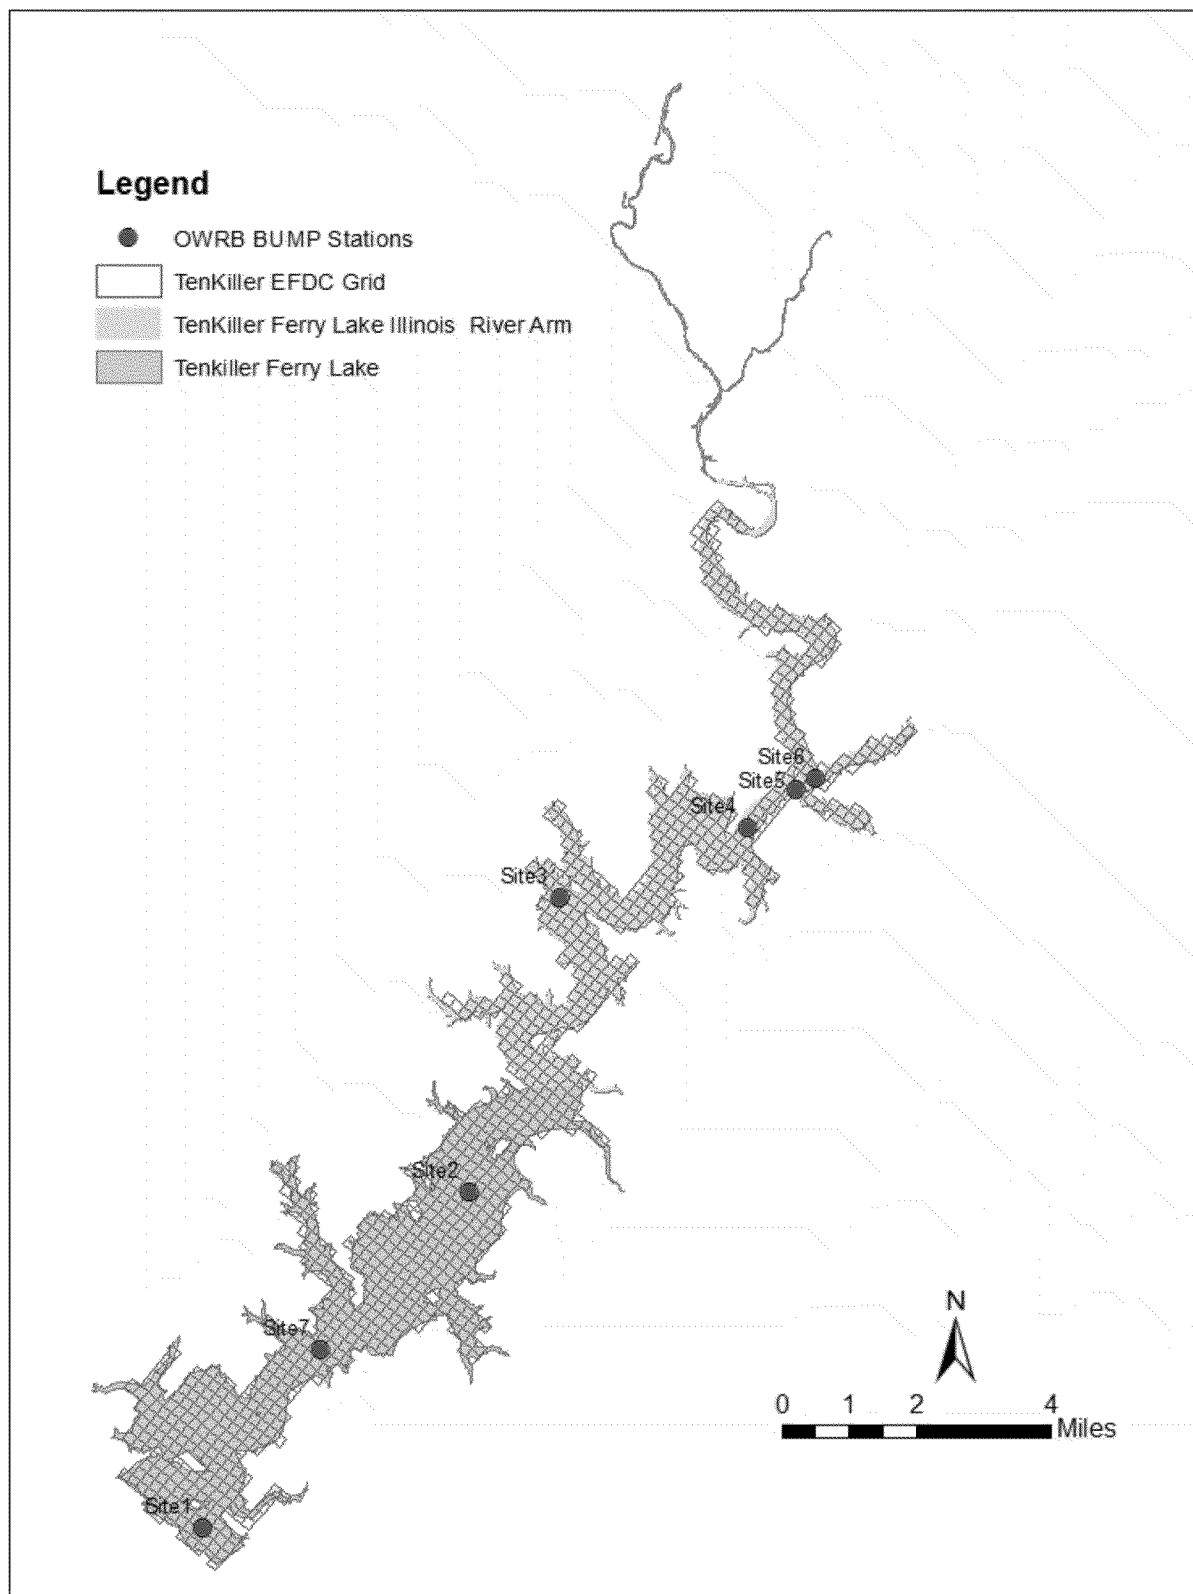 Legend
OWRB BUMP Stations
TenKiller EFDC Grid
TenKiller Ferry Lake Illinois River Arm
Tenkiller Ferry Lake
Site6
Site5
Site4
Site3
Site2
Site7
Site1
N
0 1 2 4
Miles